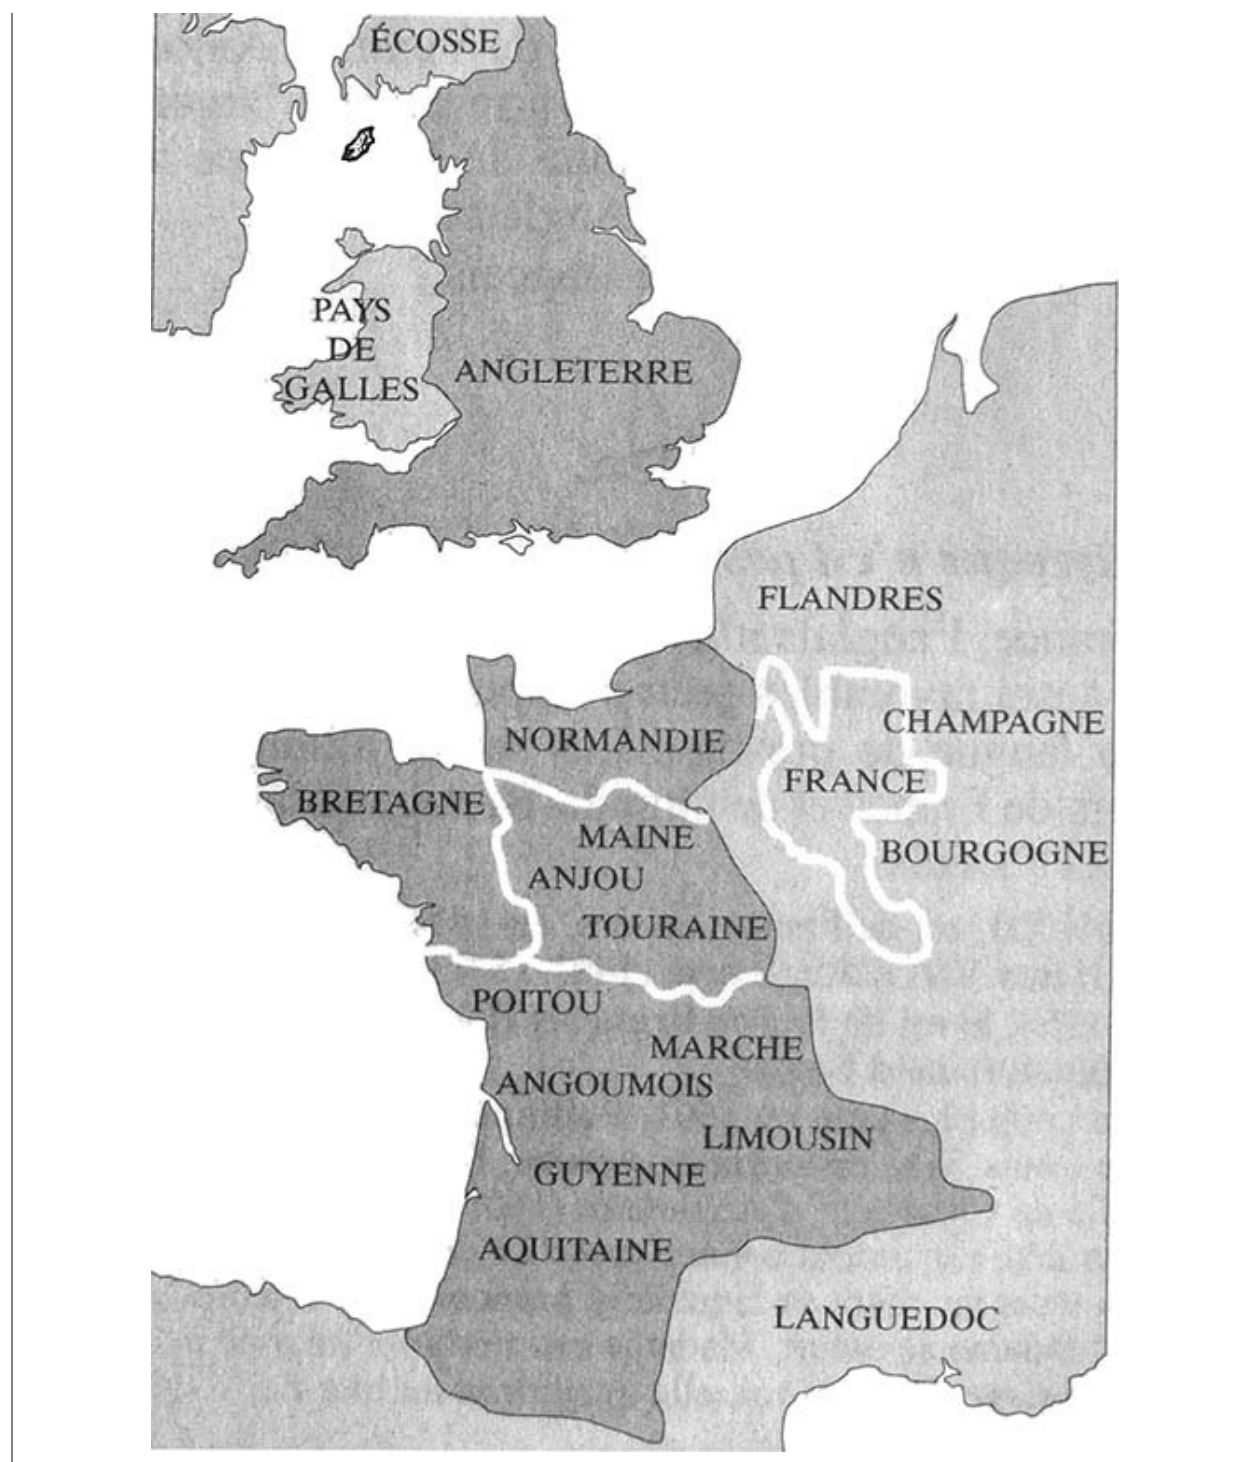 ÉCOSSE
PAYS
DE
GALLES
ANGLETERRE
FLANDRES
CHAMPAGNE
NORMANDIE
FRANCE
BRETAGNE
MAINE
BOURGOGNE
ANJOU
TOURAINE
POITOU
MARCHE
ANGOUMOIS
LIMOUSIN
GUYENNE
AQUITAINE
LANGUEDOC